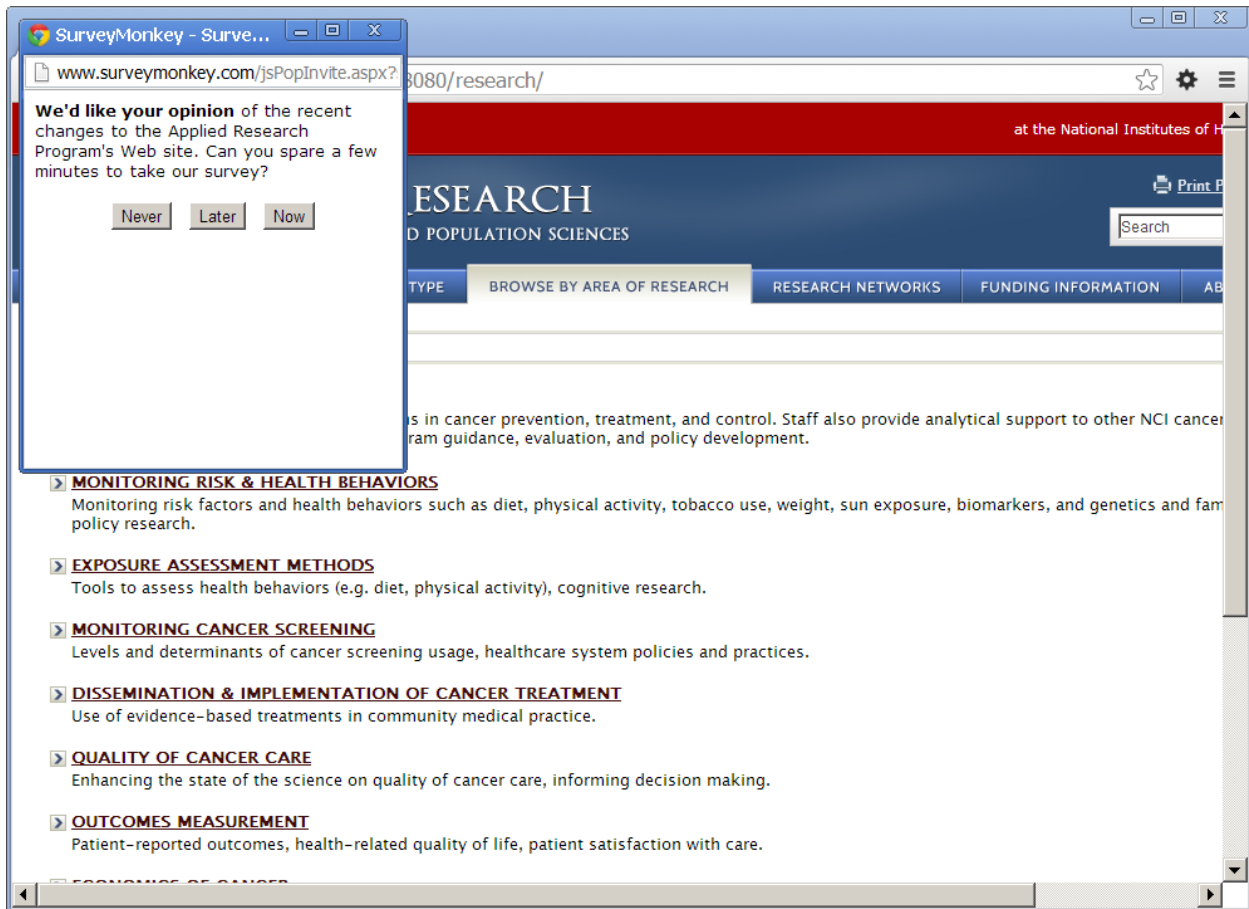 SurveyMonkey - Surve...
www.surveymonkey.com/jsPopInvite.aspx?
We'd like your opinion of the recent
changes to the Applied Research
Program's Web site. Can you spare a few
minutes to take our survey?
Never Later Now
8080/research/
at the National Institutes of H
ESEARCH
D POPULATION SCIENCES
Print P
Search
TYPE BROWSE BY AREA OF RESEARCH RESEARCH NETWORKS FUNDING INFORMATION AB
s in cancer prevention, treatment, and control. Staff also provide analytical support to other NCI cancer
ram guidance, evaluation, and policy development.
MONITORING RISK & HEALTH BEHAVIORS
Monitoring risk factors and health behaviors such as diet, physical activity, tobacco use, weight, sun exposure, biomarkers, and genetics and fam
policy research.
EXPOSURE ASSESSMENT METHODS
Tools to assess health behaviors (e.g. diet, physical activity), cognitive research.
MONITORING CANCER SCREENING
Levels and determinants of cancer screening usage, healthcare system policies and practices.
DISSEMINATION & IMPLEMENTATION OF CANCER TREATMENT
Use of evidence-based treatments in community medical practice.
QUALITY OF CANCER CARE
Enhancing the state of the science on quality of cancer care, informing decision making.
OUTCOMES MEASUREMENT
Patient-reported outcomes, health-related quality of life, patient satisfaction with care.
ECONOMICS OF CANCER